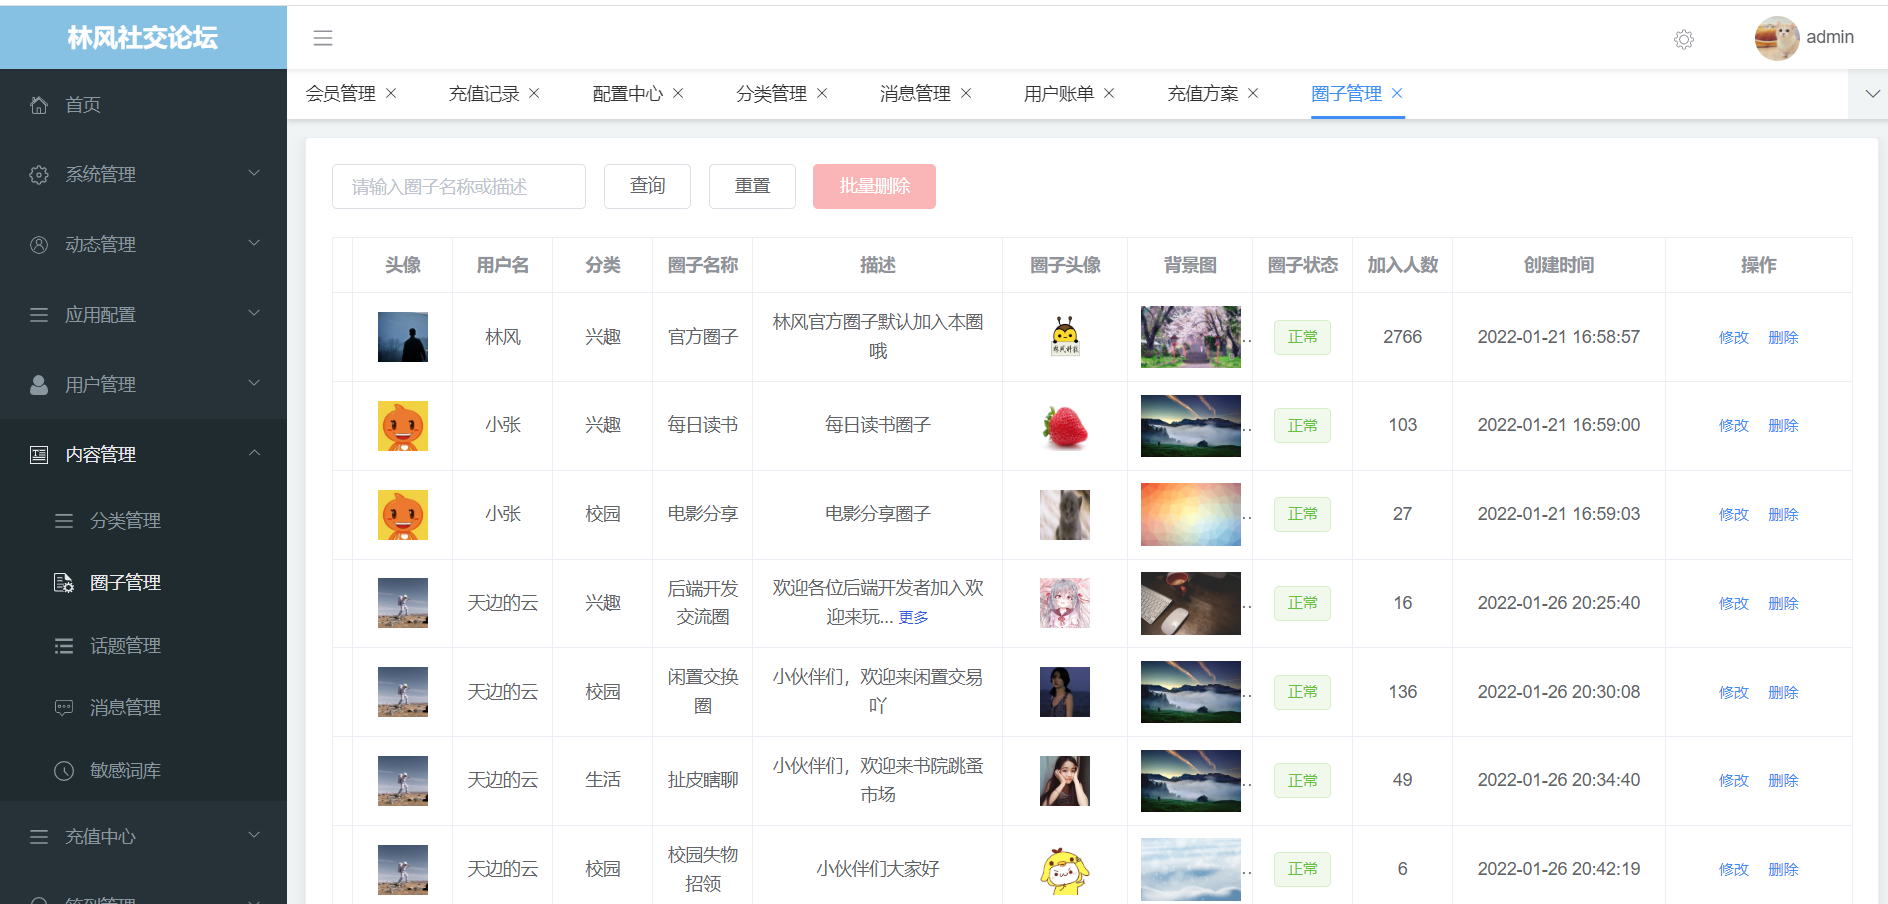 林风社交论坛
admin
首页
系统管理
动态管理
应用配置
用户管理
内容管理
分类管理
圈子管理
话题管理
消息管理
敏感词库
充值中心
签到管理
会员管理 充值记录 配置中心 分类管理 消息管理 用户账单 充值方案 圈子管理
请输入圈子名称或描述 查询 重置 批量删除
头像 用户名 分类 圈子名称 描述 圈子头像 背景图 圈子状态 加入人数 创建时间 操作
林风 兴趣 官方圈子 林风官方圈子默认加入本圈
哦
林风科技
.. 正常 2766 2022-01-21 16:58:57 修改 删除
小张 兴趣 每日读书 每日读书圈子 .. 正常 103 2022-01-21 16:59:00 修改 删除
小张 校园 电影分享 电影分享圈子 .. 正常 27 2022-01-21 16:59:03 修改 删除
天边的云 兴趣 后端开发
交流圈
欢迎各位后端开发者加入欢
迎来玩... 更多
.. 正常 16 2022-01-26 20:25:40 修改 删除
天边的云 校园 闲置交换
圈
小伙伴们，欢迎来闲置交易
吖
.. 正常 136 2022-01-26 20:30:08 修改 删除
天边的云 生活 扯皮瞎聊 小伙伴们，欢迎来书院跳蚤
市场
.. 正常 49 2022-01-26 20:34:40 修改 删除
天边的云 校园 校园失物
招领
小伙伴们大家好 .. 正常 6 2022-01-26 20:42:19 修改 删除